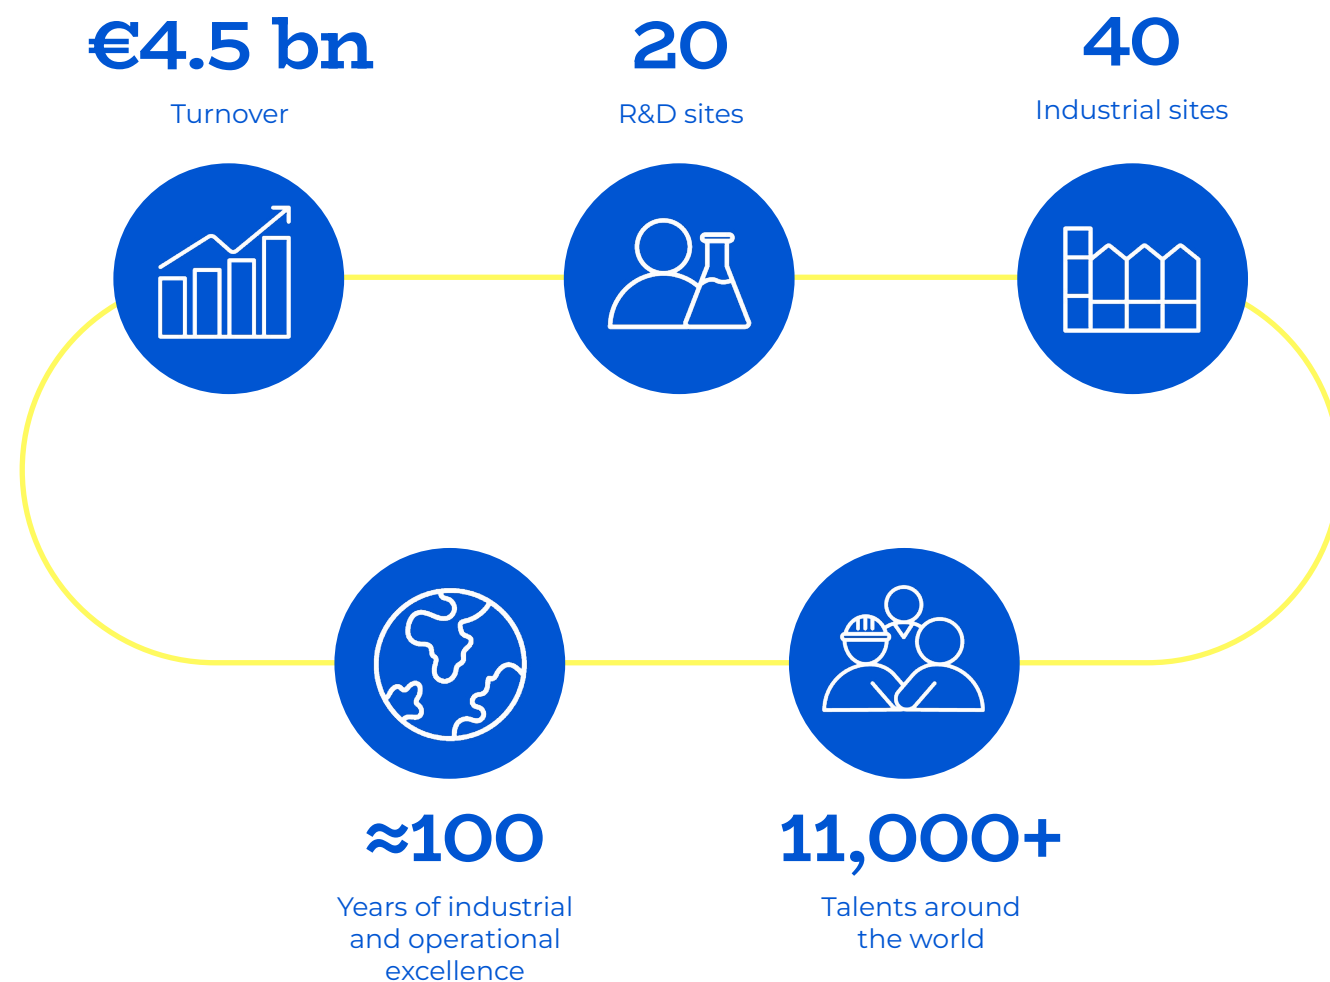 €4.5 bn
Turnover
20
R&D sites
40
Industrial sites
≈100
Years of industrial
and operational
excellence
11,000+
Talents around
the world